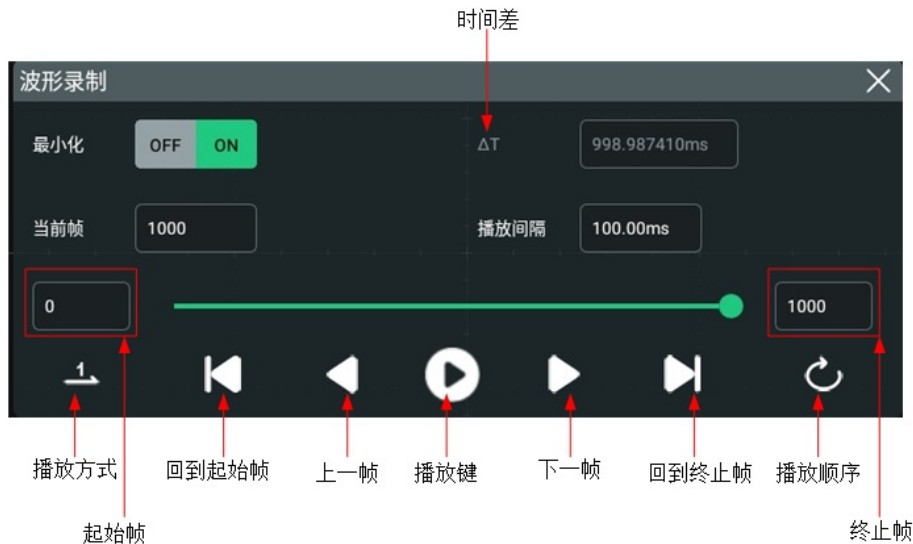 时间差
波形录制
最小化 OFF ON ΔT 998.987410ms
当前帧 1000 播放间隔 100.00ms
0 1000
1
播放方式 回到起始帧 上一帧 播放键 下一帧 回到终止帧 播放顺序
起始帧 终止帧